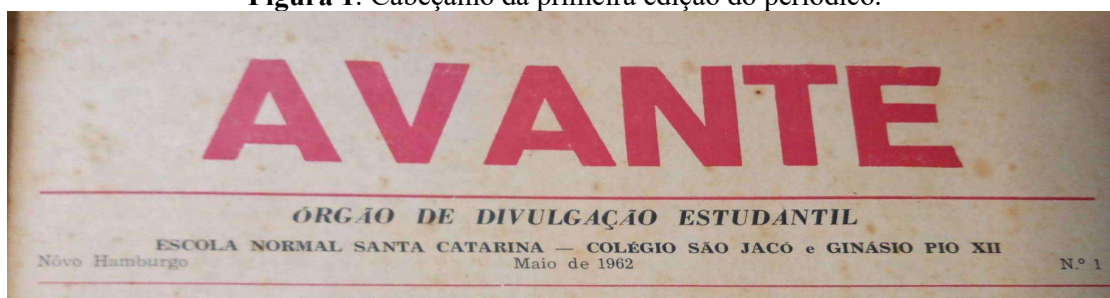 Figura 1. Cabeçalho da primeira edição do periódico.
AVANTE
ÓRGÃO DE DIVULGAÇÃO ESTUDANTIL
ESCOLA NORMAL SANTA CATARINA — COLÉGIO SÃO JACÓ e GINÁSIO PIO XII
Nôvo Hamburgo Maio de 1962 N.º 1